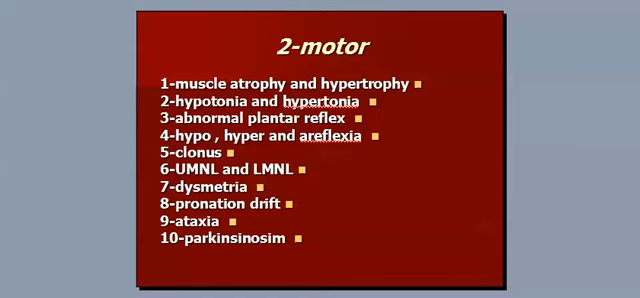 2-motor
1-muscle atrophy and hypertrophy
2-hypotonia and hypertonia
3-abnormal plantar reflex
4-hypo , hyper and areflexia
5-clonus
6-UMNL and LMNL
7-dysmetria
8-pronation drift
9-ataxia
10-parkinsinosim